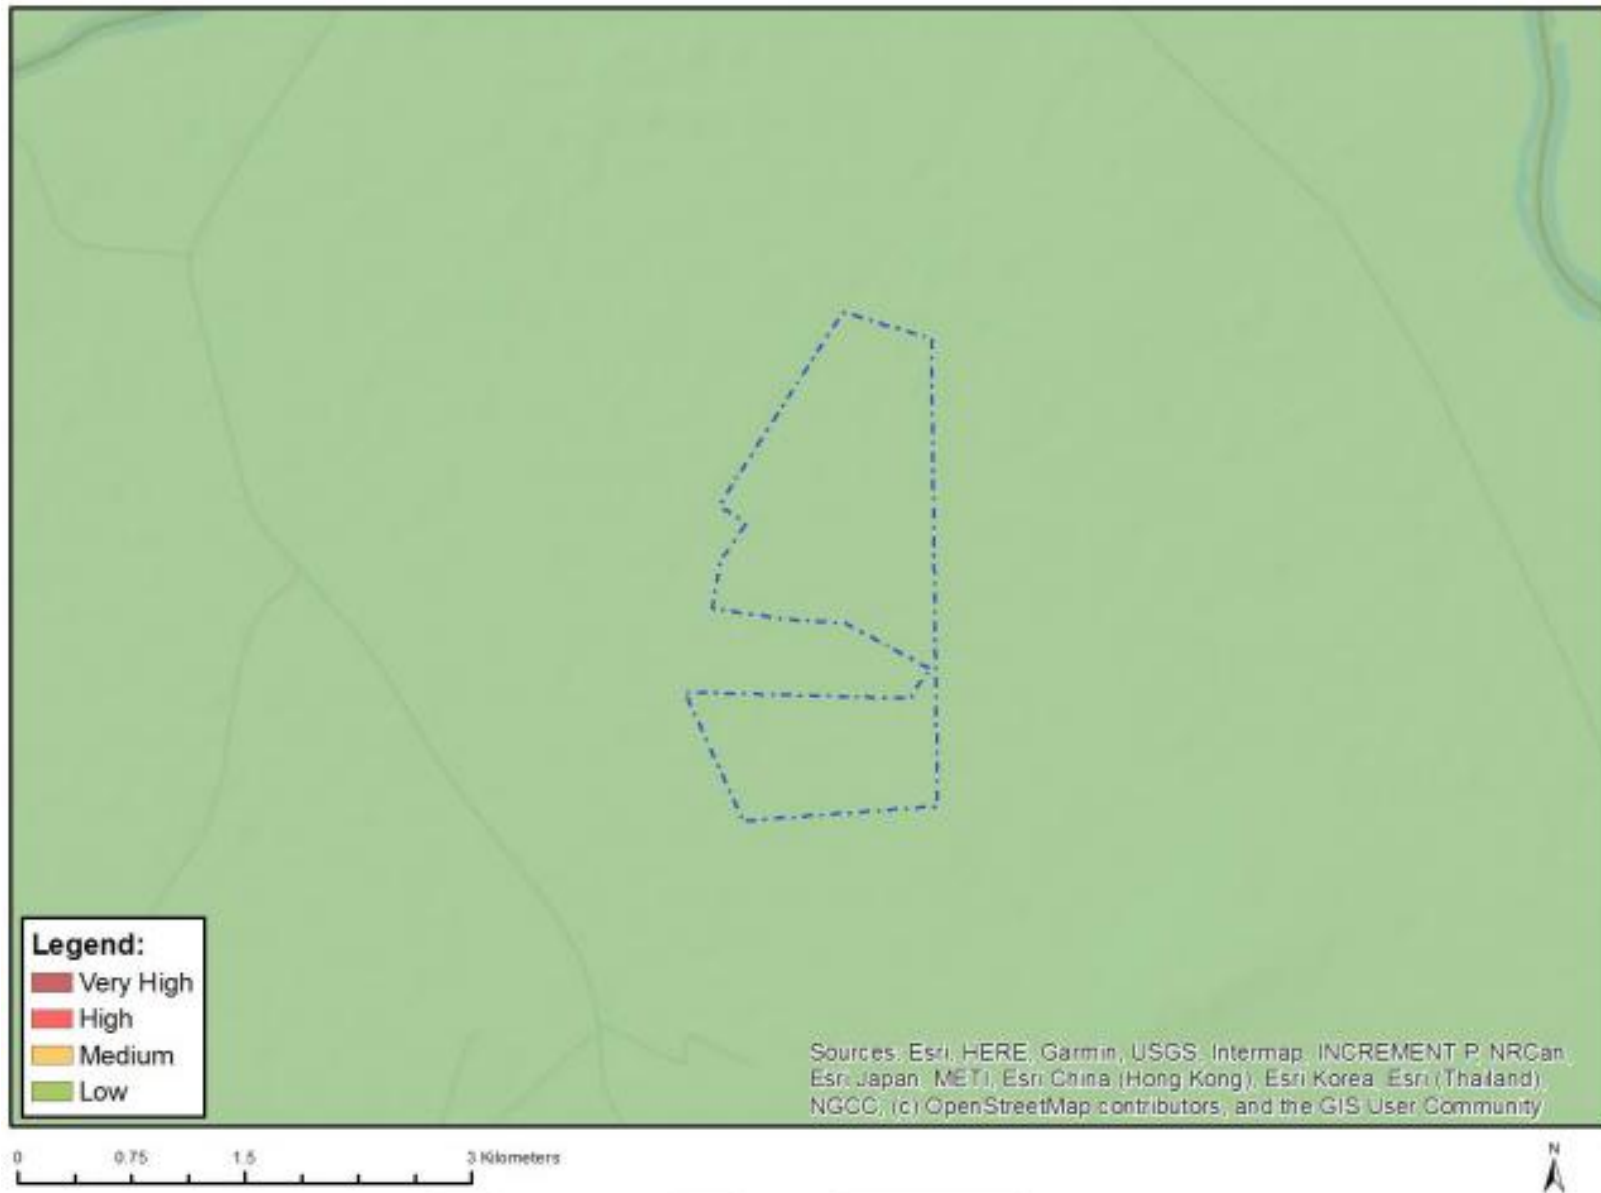 Legend:
Very High
High
Medium
Low
Sources: Esri, HERE, Garmin, USGS, Intermap, INCREMENT P, NRCan,
Esri Japan, METI, Esri China (Hong Kong), Esri Korea, Esri (Thailand),
NGCC, (c) OpenStreetMap contributors, and the GIS User Community
0 0.75 1.5 3 Kilometers
N